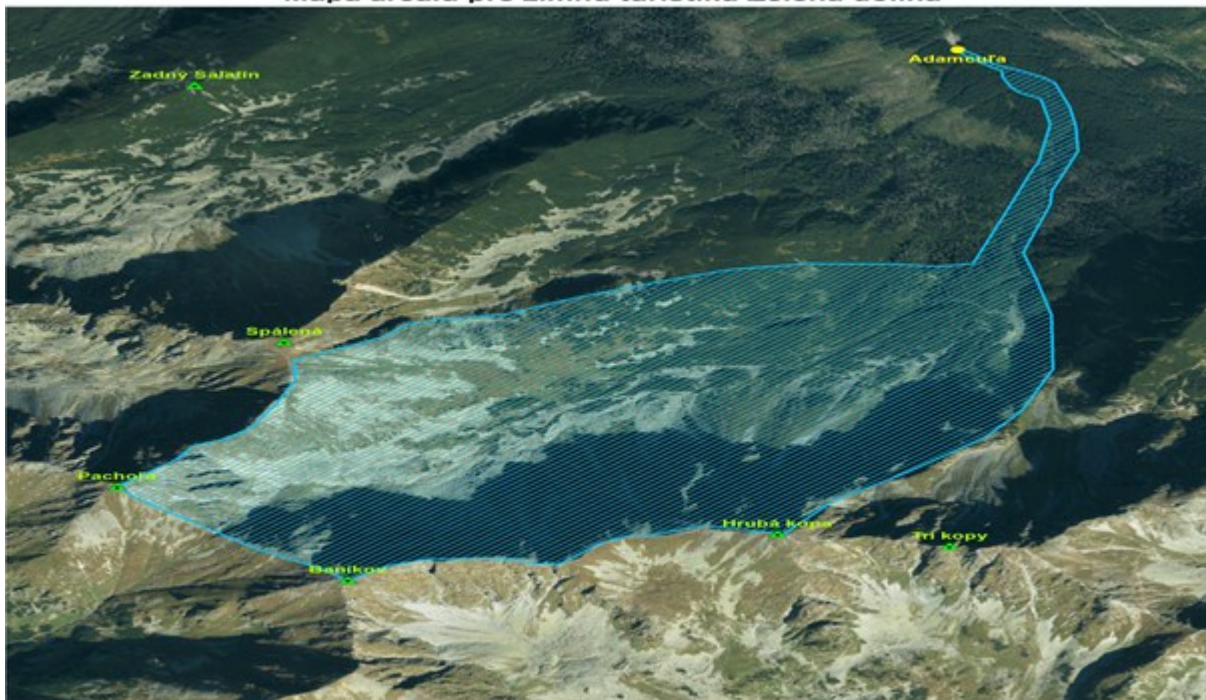 Adamcuľa
Zadný Salatín
Spálená
Pachoľa
Hrubá kopa
Tri kopy
Baníkov